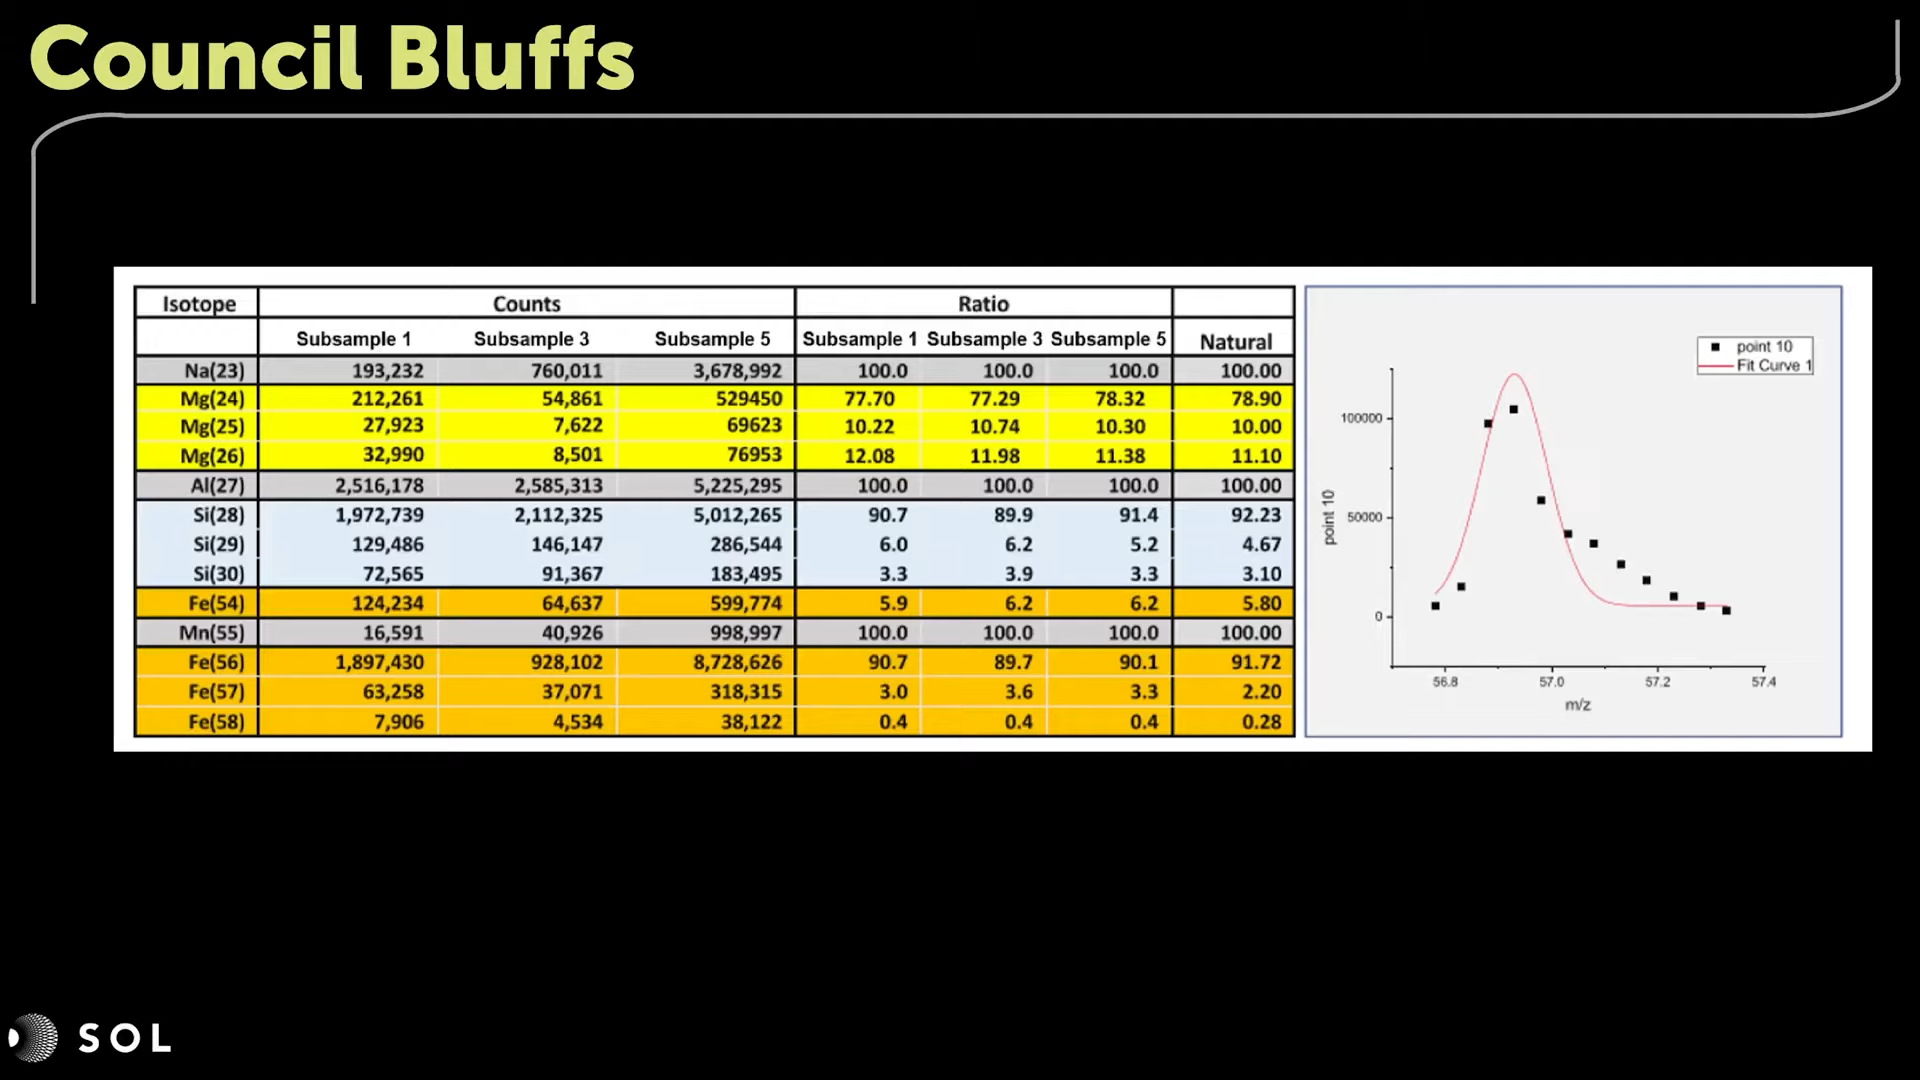 Council Bluffs
Isotope Counts Ratio
Subsample 1 Subsample 3 Subsample 5 Subsample 1 Subsample 3 Subsample 5 Natural
Na(23) 193,232 760,011 3,678,992 100.0 100.0 100.0 100.00
Mg(24) 212,261 54,861 529450 77.70 77.29 78.32 78.90
Mg(25) 27,923 7,622 69623 10.22 10.74 10.30 10.00
Mg(26) 32,990 8,501 76953 12.08 11.98 11.38 11.10
Al(27) 2,516,178 2,585,313 5,225,295 100.0 100.0 100.0 100.00
Si(28) 1,972,739 2,112,325 5,012,265 90.7 89.9 91.4 92.23
Si(29) 129,486 146,147 286,544 6.0 6.2 5.2 4.67
Si(30) 72,565 91,367 183,495 3.3 3.9 3.3 3.10
Fe(54) 124,234 64,637 599,774 5.9 6.2 6.2 5.80
Mn(55) 16,591 40,926 998,997 100.0 100.0 100.0 100.00
Fe(56) 1,897,430 928,102 8,728,626 90.7 89.7 90.1 91.72
Fe(57) 63,258 37,071 318,315 3.0 3.6 3.3 2.20
Fe(58) 7,906 4,534 38,122 0.4 0.4 0.4 0.28
point 10
Fit Curve 1
100000
50000
0
point 10
56.8 57.0 57.2 57.4
m/z
SOL